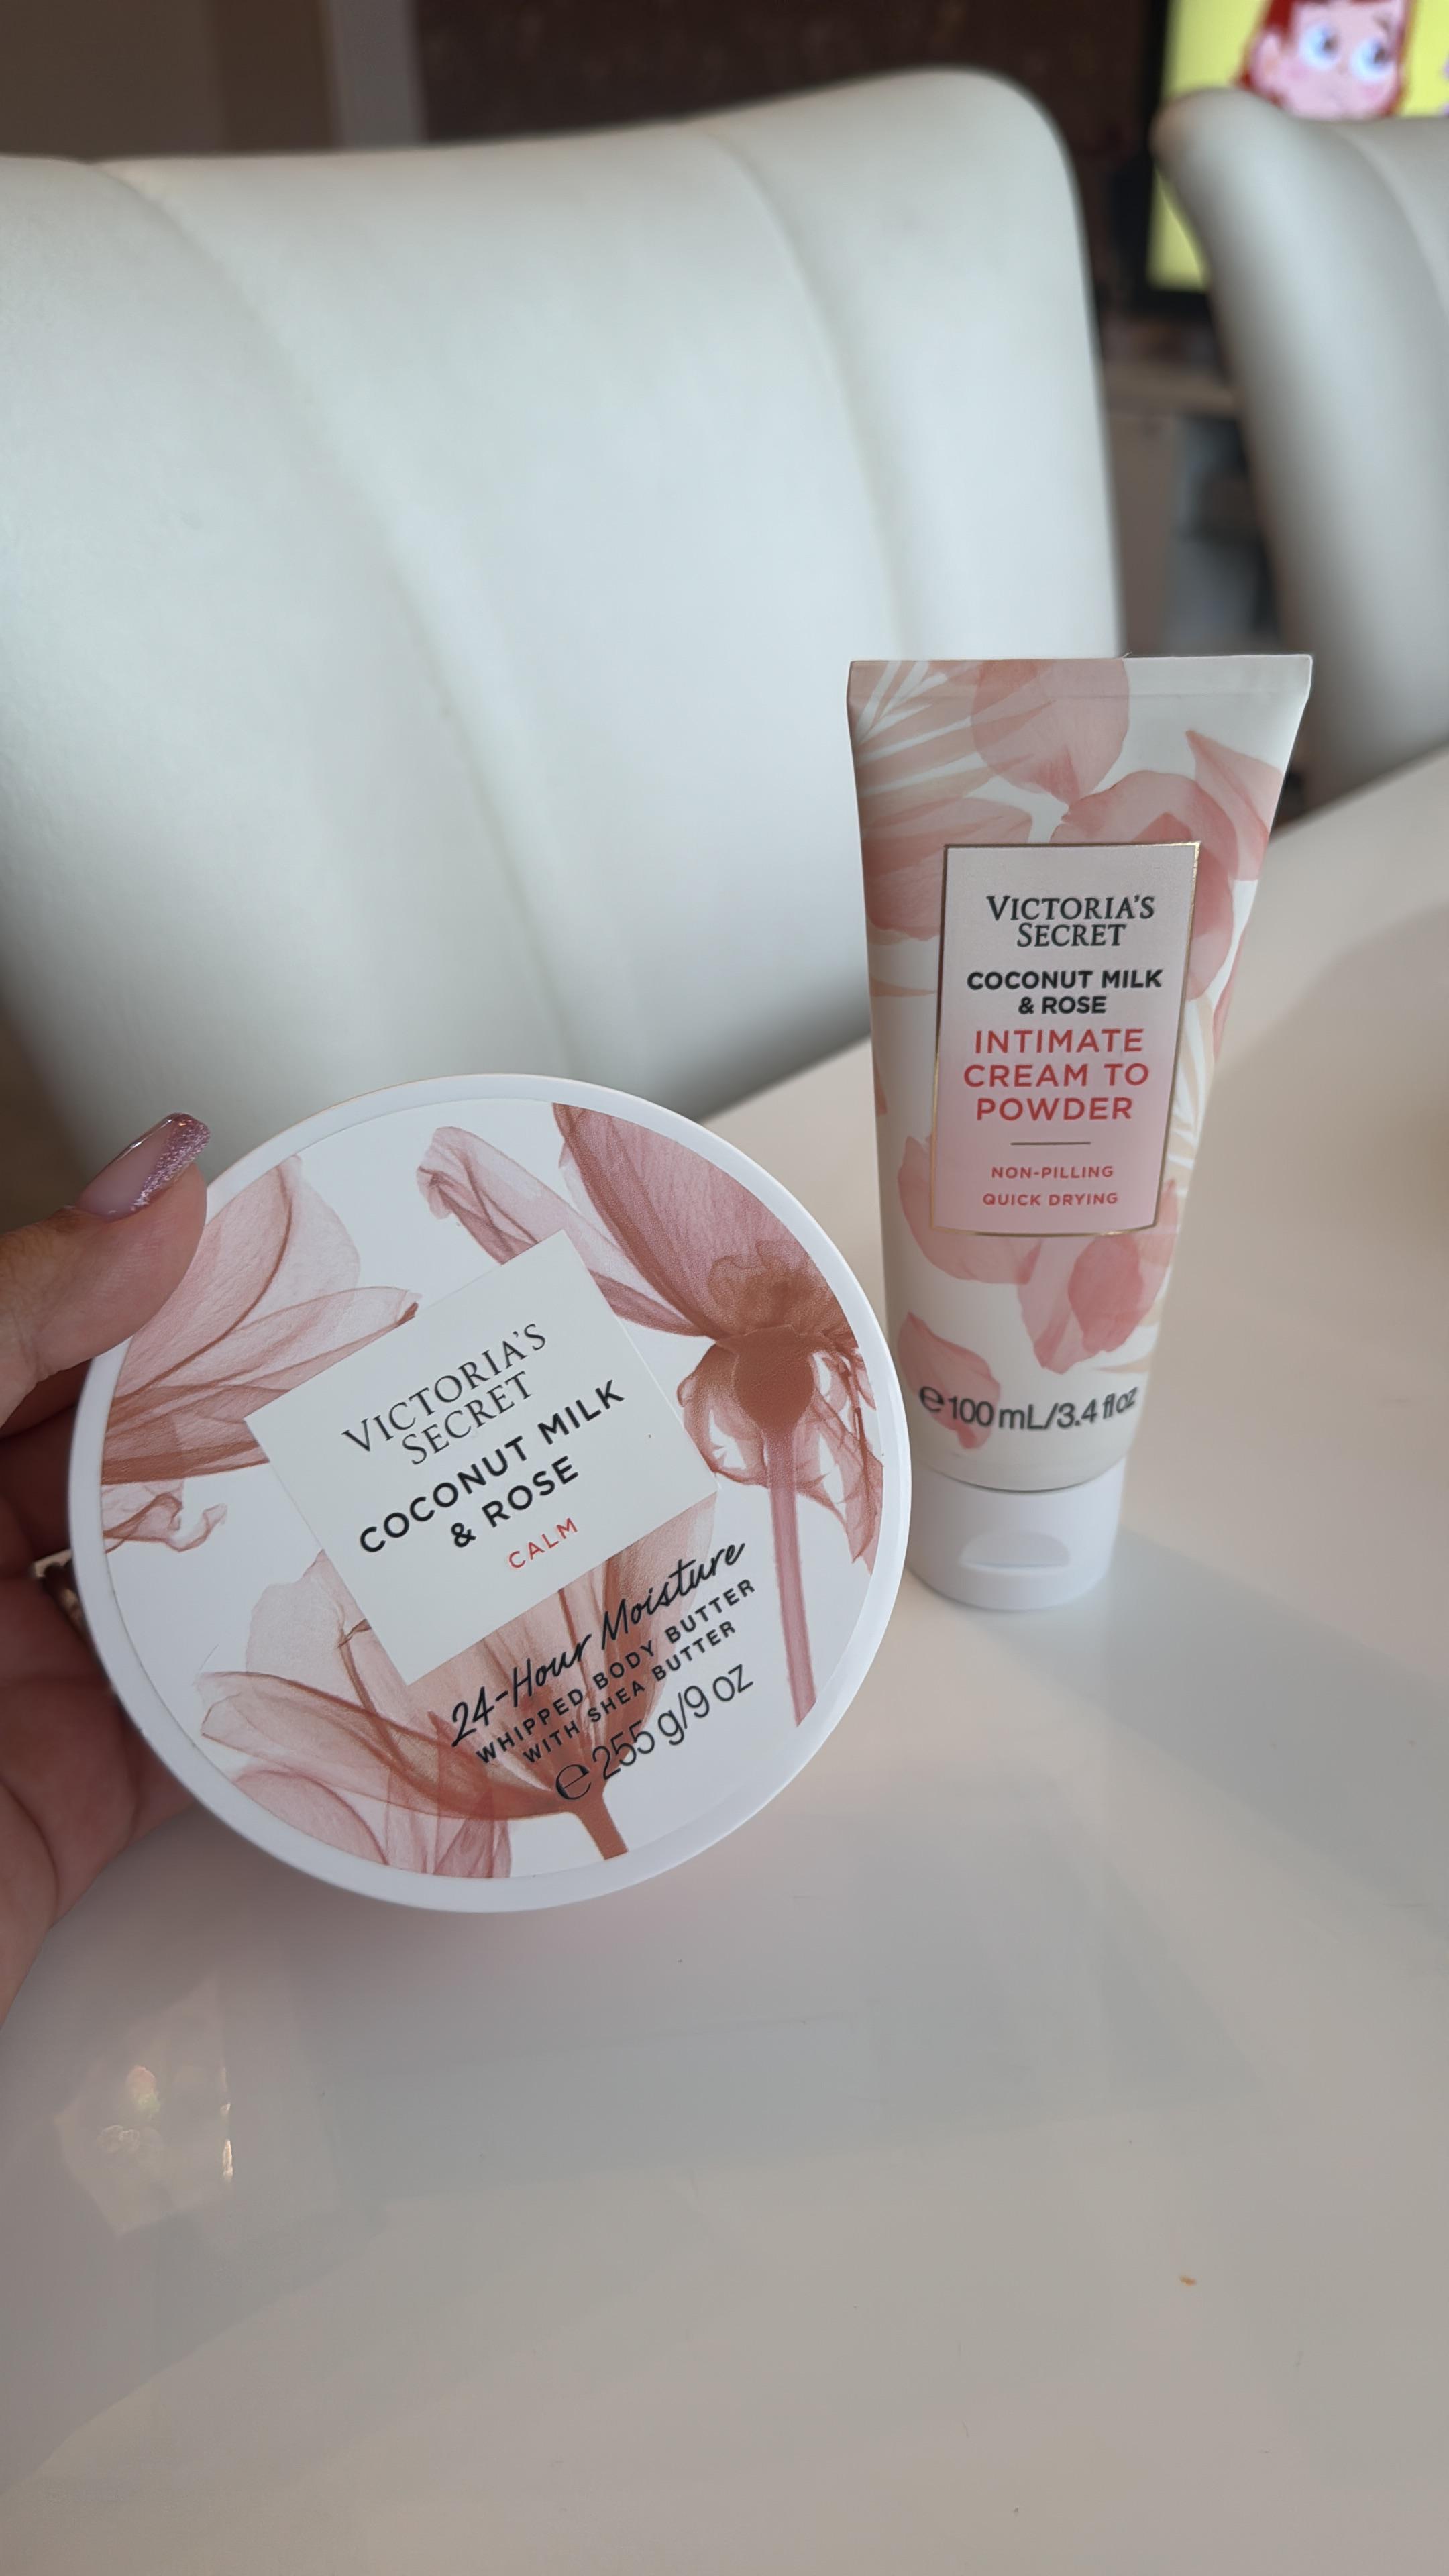 VICTORIA'S
SECRET
COCONUT MILK
& ROSE
INTIMATE
CREAM TO
POWDER
NON-PILLING
QUICK DRYING
℮ 100 mL/3.4 fl oz
VICTORIA'S
SECRET
COCONUT MILK
& ROSE
CALM
24-Hour Moisture
WHIPPED BODY BUTTER
WITH SHEA BUTTER
℮ 255 g/9 oz